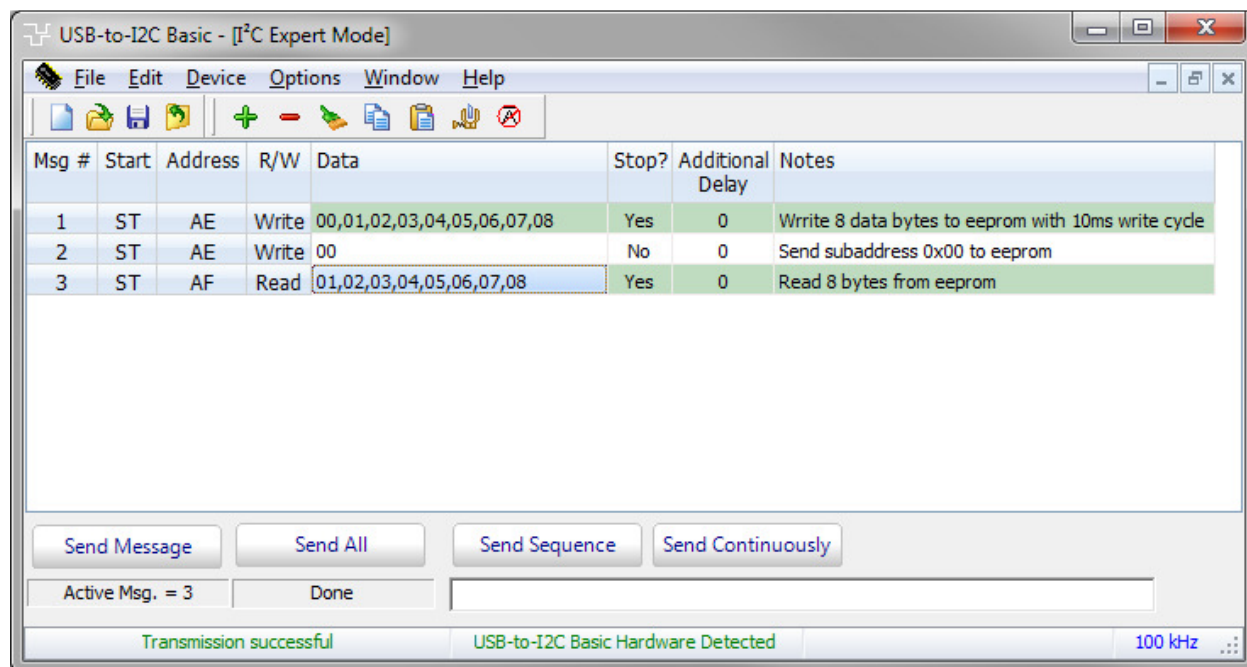 USB-to-I2C Basic - [I²C Expert Mode]
File Edit Device Options Window Help
Msg # Start Address R/W Data Stop? Additional Delay Notes
1 ST AE Write 00,01,02,03,04,05,06,07,08 Yes 0 Wrrite 8 data bytes to eeprom with 10ms write cycle
2 ST AE Write 00 No 0 Send subaddress 0x00 to eeprom
3 ST AF Read 01,02,03,04,05,06,07,08 Yes 0 Read 8 bytes from eeprom
Send Message Send All Send Sequence Send Continuously
Active Msg. = 3 Done
Transmission successful USB-to-I2C Basic Hardware Detected 100 kHz